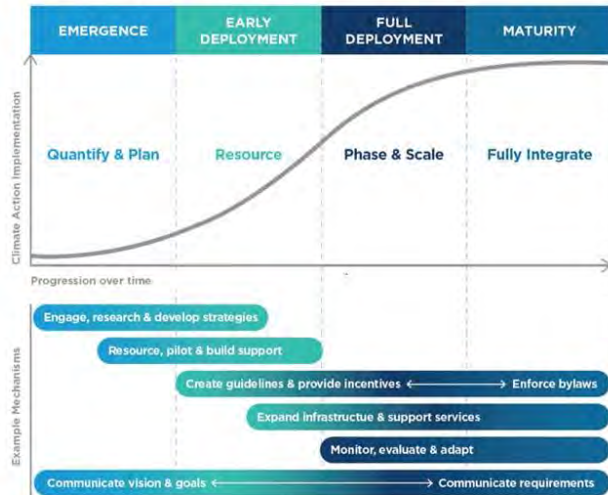 EMERGENCE
EARLY
DEPLOYMENT
FULL
DEPLOYMENT
MATURITY
Climate Action Implementation
Quantify & Plan
Resource
Phase & Scale
Fully Integrate
Progression over time
Example Mechanisms
Engage, research & develop strategies
Resource, pilot & build support
Create guidelines & provide incentives
Enforce bylaws
Expand infrastructue & support services
Monitor, evaluate & adapt
Communicate vision & goals
Communicate requirements